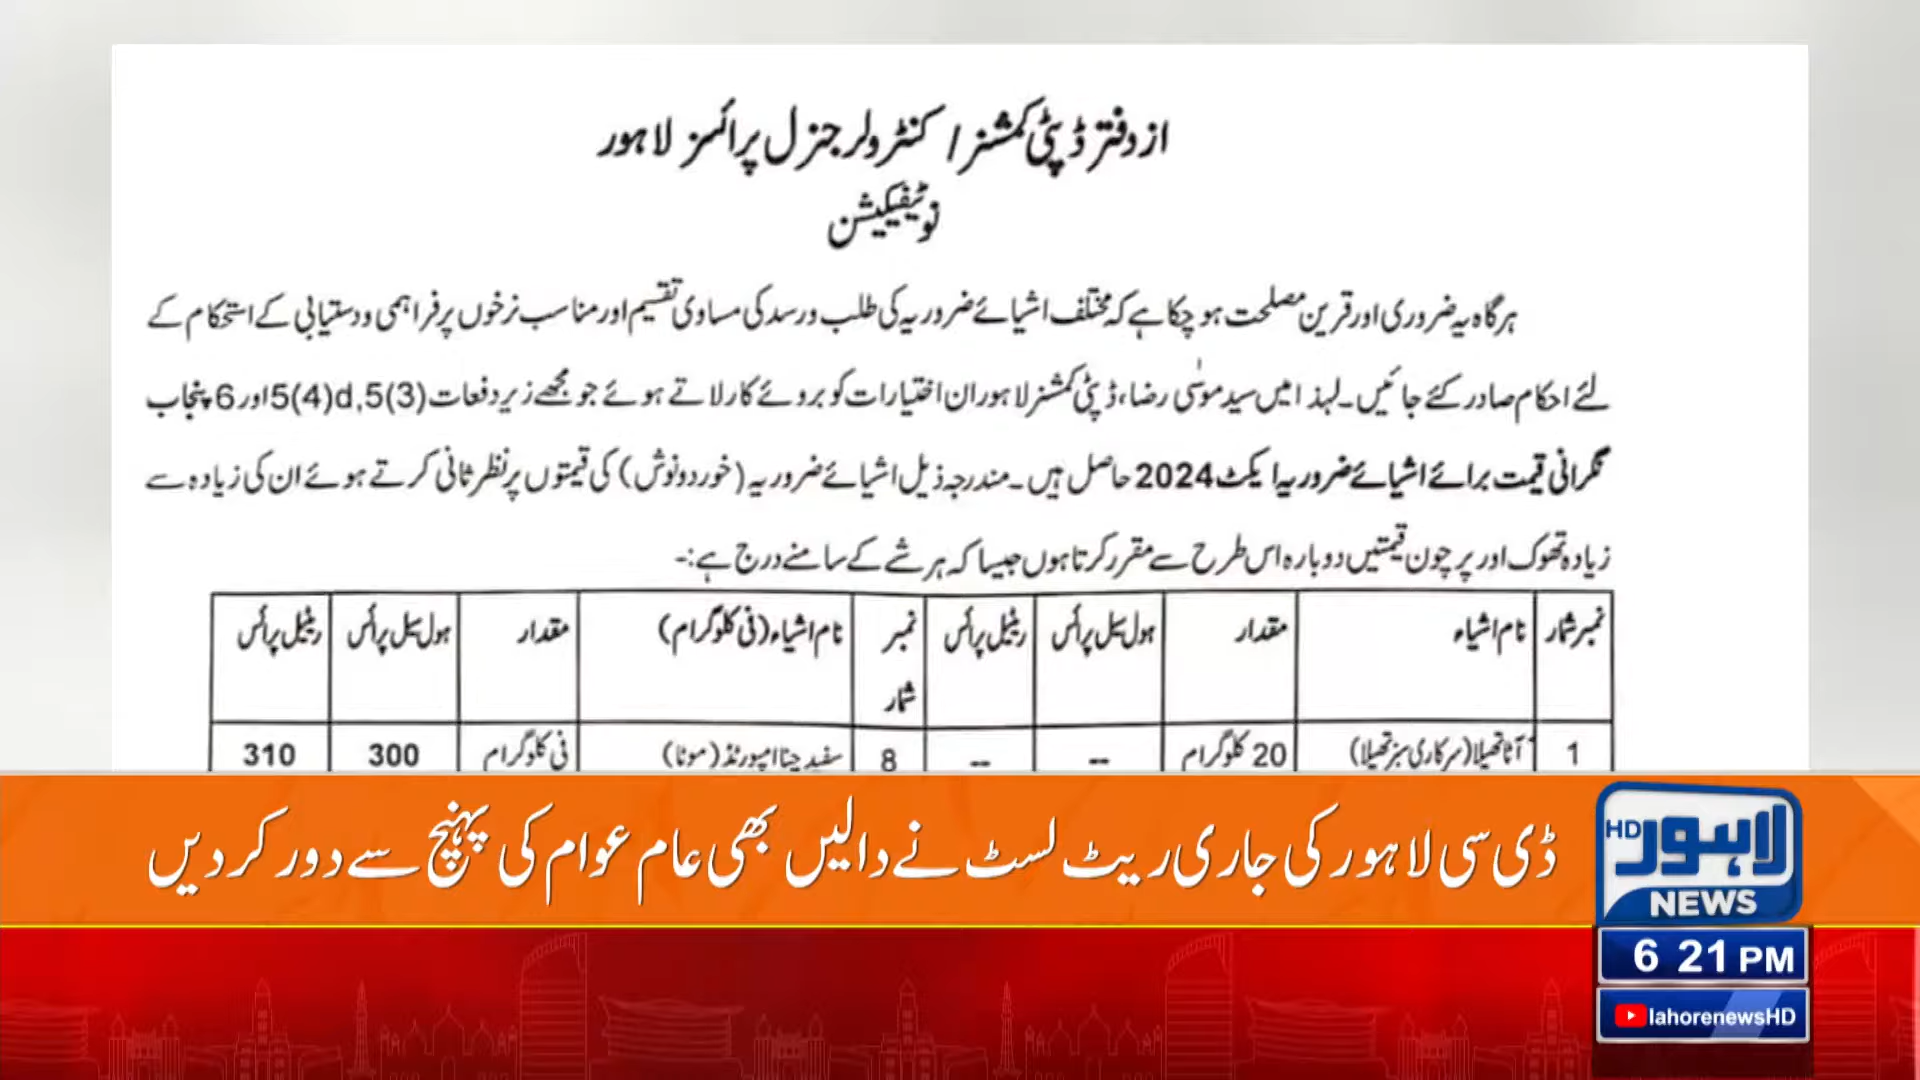 از دفتر ڈپٹی کمشنر / کنٹرولر جنرل پرائسز لاہور
نوٹیفیکیشن
ہر گاہ یہ ضروری اور قرین مصلحت ہو چکا ہے کہ مختلف اشیائے ضروریہ کی طلب و رسد کی مساوی تقسیم اور مناسب نرخوں پر فراہمی و دستیابی کے استحکام کے
لئے احکام صادر کئے جائیں۔ لہذا میں سید موسٰی رضا، ڈپٹی کمشنر لاہور ان اختیارات کو بروئے کار لاتے ہوئے جو مجھے زیر دفعات 5(3),5(4)d اور 6 پنجاب
نگرانی قیمت برائے اشیائے ضروریہ ایکٹ 2024 حاصل ہیں۔ مندرجہ ذیل اشیائے ضروریہ (خورد و نوش) کی قیمتوں پر نظر ثانی کرتے ہوئے ان کی زیادہ سے
زیادہ تھوک اور پرچون قیمتیں دوبارہ اس طرح سے مقرر کرتا ہوں جیسا کہ ہر شے کے سامنے درج ہے:-
نمبر شمار نام اشیاء مقدار ہول سیل پرائس ریٹیل پرائس نمبر شمار نام اشیاء (فی کلوگرام) مقدار ہول سیل پرائس ریٹیل پرائس
1 آٹا تھیلا (سرکاری سبز تھیلا) 20 کلوگرام -- -- 8 سفید چنا امپورٹڈ (موٹا) فی کلوگرام 300 310
ڈی سی لاہور کی جاری ریٹ لسٹ نے دالیں بھی عام عوام کی پہنچ سے دور کر دیں
لاہور HD
NEWS
6 21 PM
lahorenewsHD